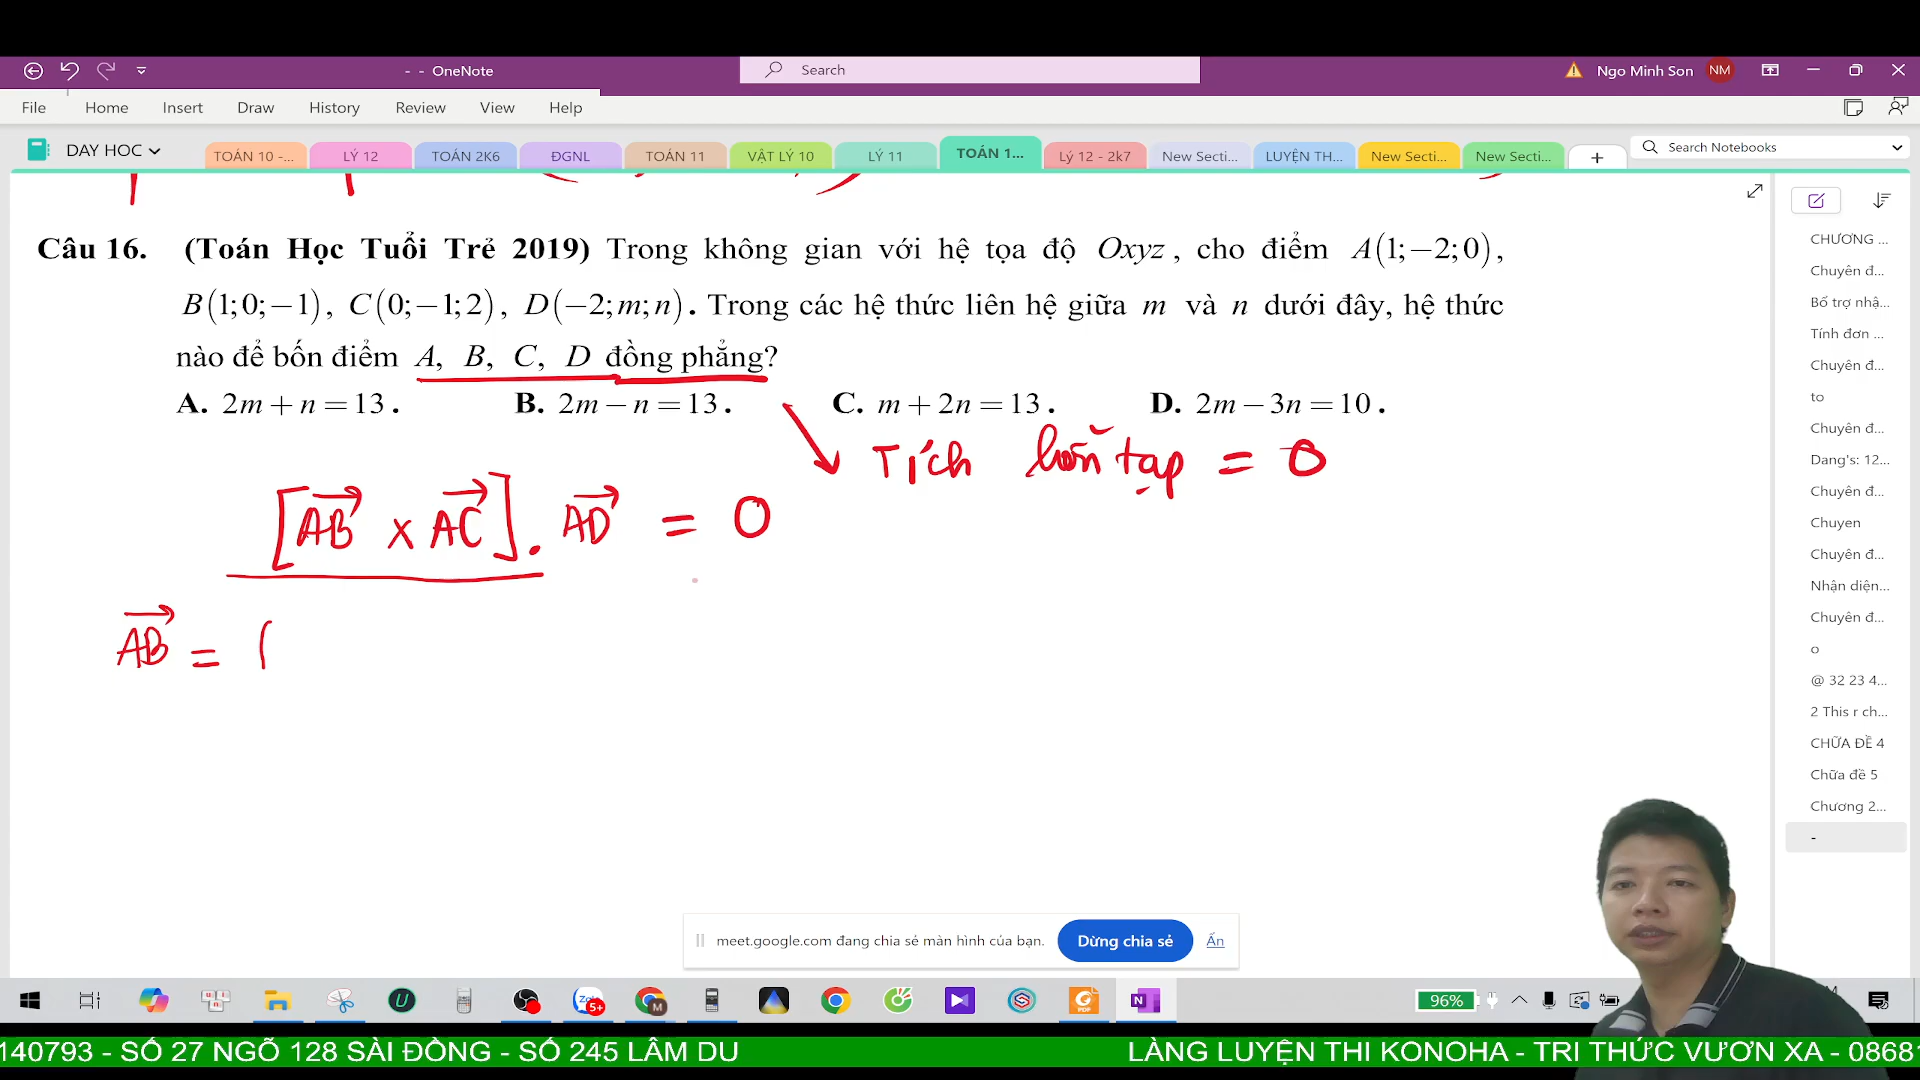 - - OneNote
Search
Ngo Minh Son NM
File Home Insert Draw History Review View Help
DAY HOC
TOÁN 10 -... LÝ 12 TOÁN 2K6 ĐGNL TOÁN 11 VẬT LÝ 10 LÝ 11 TOÁN 1... Lý 12 - 2k7 New Secti... LUYỆN TH... New Secti... New Secti... +
Search Notebooks
Câu 16. (Toán Học Tuổi Trẻ 2019) Trong không gian với hệ tọa độ Oxyz, cho điểm A(1;−2;0),
B(1;0;−1), C(0;−1;2), D(−2;m;n). Trong các hệ thức liên hệ giữa m và n dưới đây, hệ thức
nào để bốn điểm A, B, C, D đồng phẳng?
A. 2m+n=13. B. 2m−n=13. C. m+2n=13. D. 2m−3n=10.
Tích hỗn tạp = 0
[AB⃗ x AC⃗] . AD⃗ = 0
AB⃗ = (
CHƯƠNG ...
Chuyên đ...
Bổ trợ nhậ...
Tính đơn ...
Chuyên đ...
to
Chuyên đ...
Dang's: 12...
Chuyên đ...
Chuyen
Chuyên đ...
Nhận diện...
Chuyên đ...
o
@ 32 23 4...
2 This r ch...
CHỮA ĐỀ 4
Chữa đề 5
Chương 2...
-
meet.google.com đang chia sẻ màn hình của bạn. Dừng chia sẻ Ẩn
96%
140793 - SỐ 27 NGÕ 128 SÀI ĐỒNG - SỐ 245 LÂM DU LÀNG LUYỆN THI KONOHA - TRI THỨC VƯƠN XA - 08681